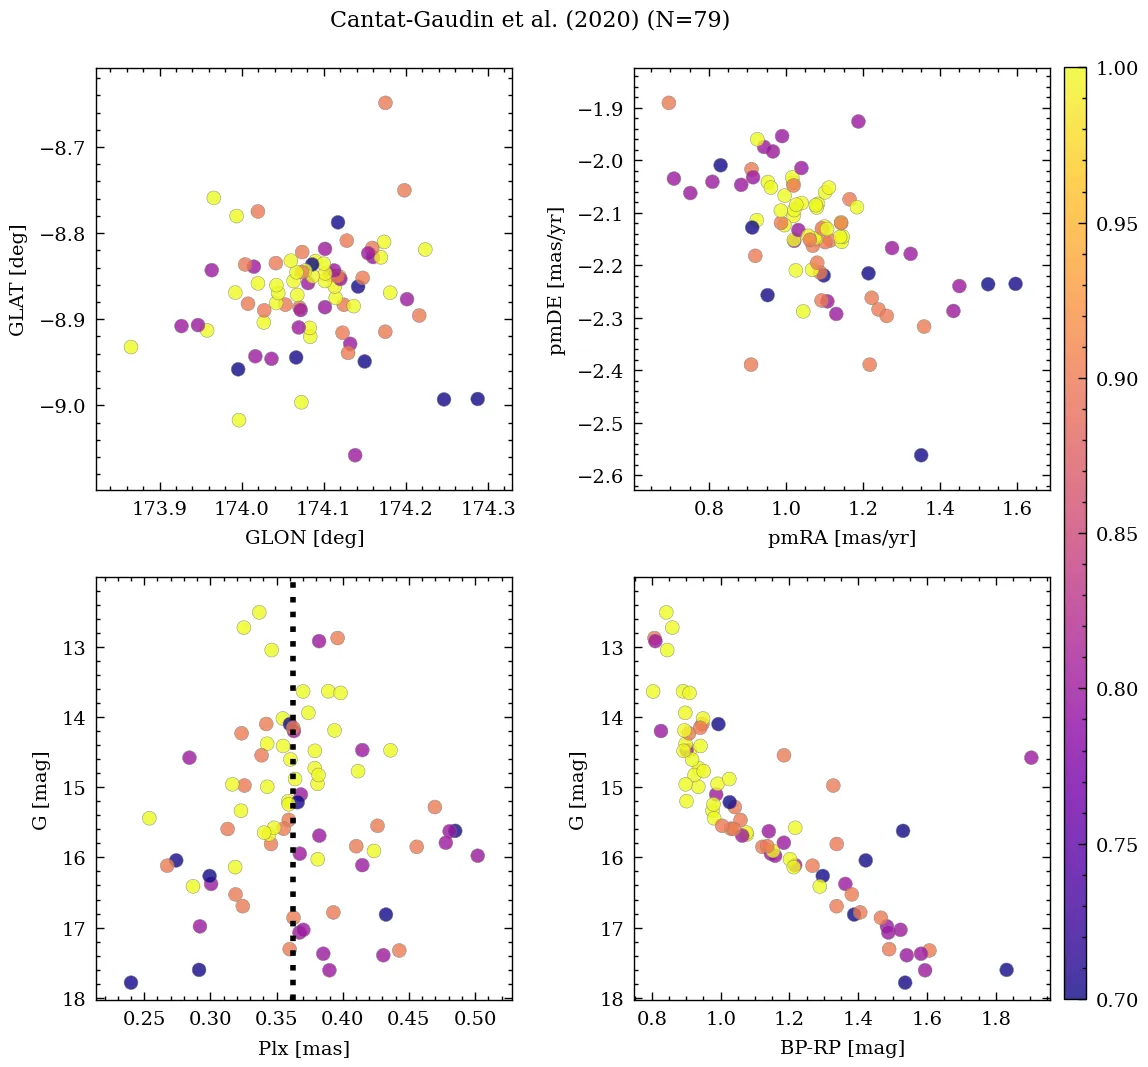 Cantat-Gaudin et al. (2020) (N=79)
−8.7
−8.8
−8.9
−9.0
GLAT [deg]
173.9 174.0 174.1 174.2 174.3
GLON [deg]
−1.9
−2.0
−2.1
−2.2
−2.3
−2.4
−2.5
−2.6
pmDE [mas/yr]
0.8 1.0 1.2 1.4 1.6
pmRA [mas/yr]
13
14
15
16
17
18
G [mag]
0.25 0.30 0.35 0.40 0.45 0.50
Plx [mas]
13
14
15
16
17
18
G [mag]
0.8 1.0 1.2 1.4 1.6 1.8
BP-RP [mag]
1.00
0.95
0.90
0.85
0.80
0.75
0.70